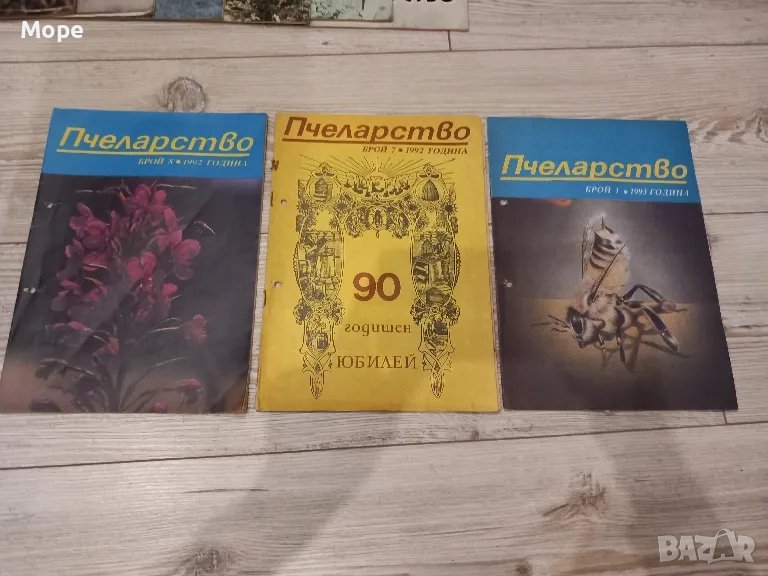 Море
Пчеларство
БРОЙ 8 • 1992 ГОДИНА
Пчеларство
БРОЙ 7 • 1992 ГОДИНА
90
годишен
ЮБИЛЕЙ
Пчеларство
БРОЙ 1 • 1993 ГОДИНА
BAZAR